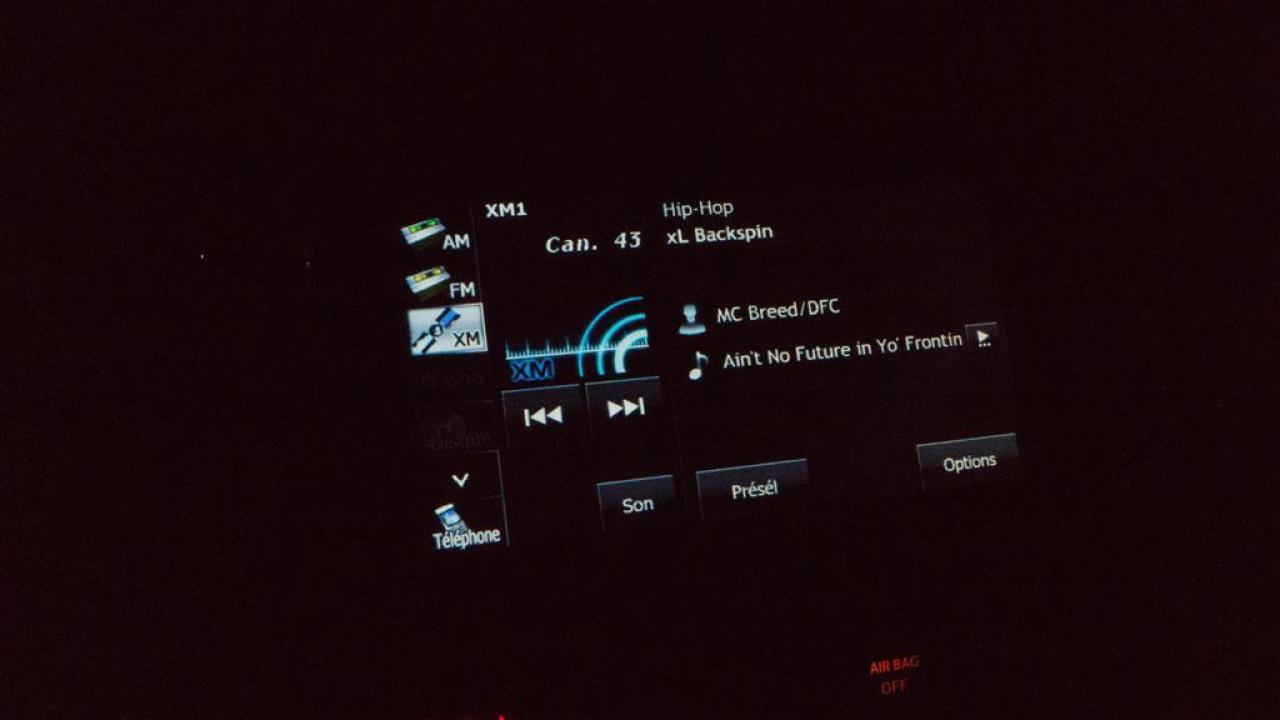 XM1
Hip-Hop
Can. 43
xL Backspin
AM
FM
XM
XM
MC Breed/DFC
Ain't No Future in Yo' Frontin
Disque
Options
Son
Présél
Téléphone
AIR BAG
OFF